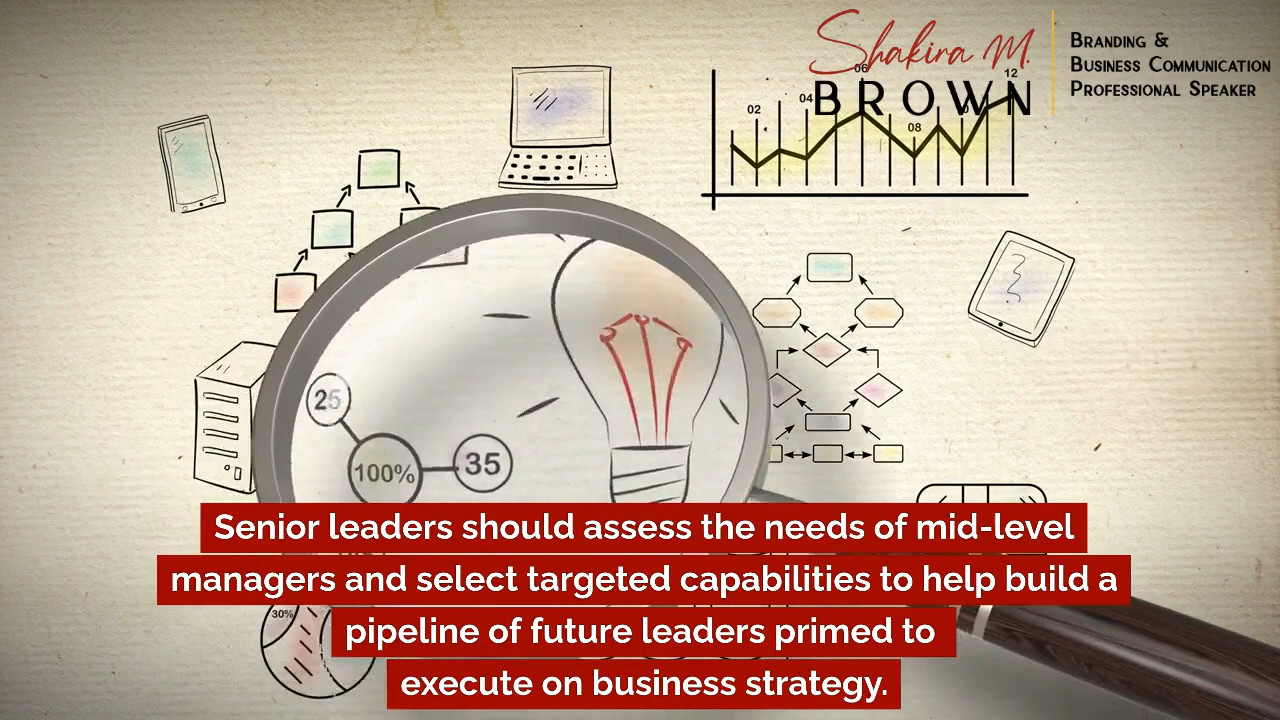 Shakira M.
BROWN
BRANDING &
BUSINESS COMMUNICATION
PROFESSIONAL SPEAKER
06
12
02
04
08
25
100%
35
Senior leaders should assess the needs of mid-level
managers and select targeted capabilities to help build a
pipeline of future leaders primed to
execute on business strategy.
30%